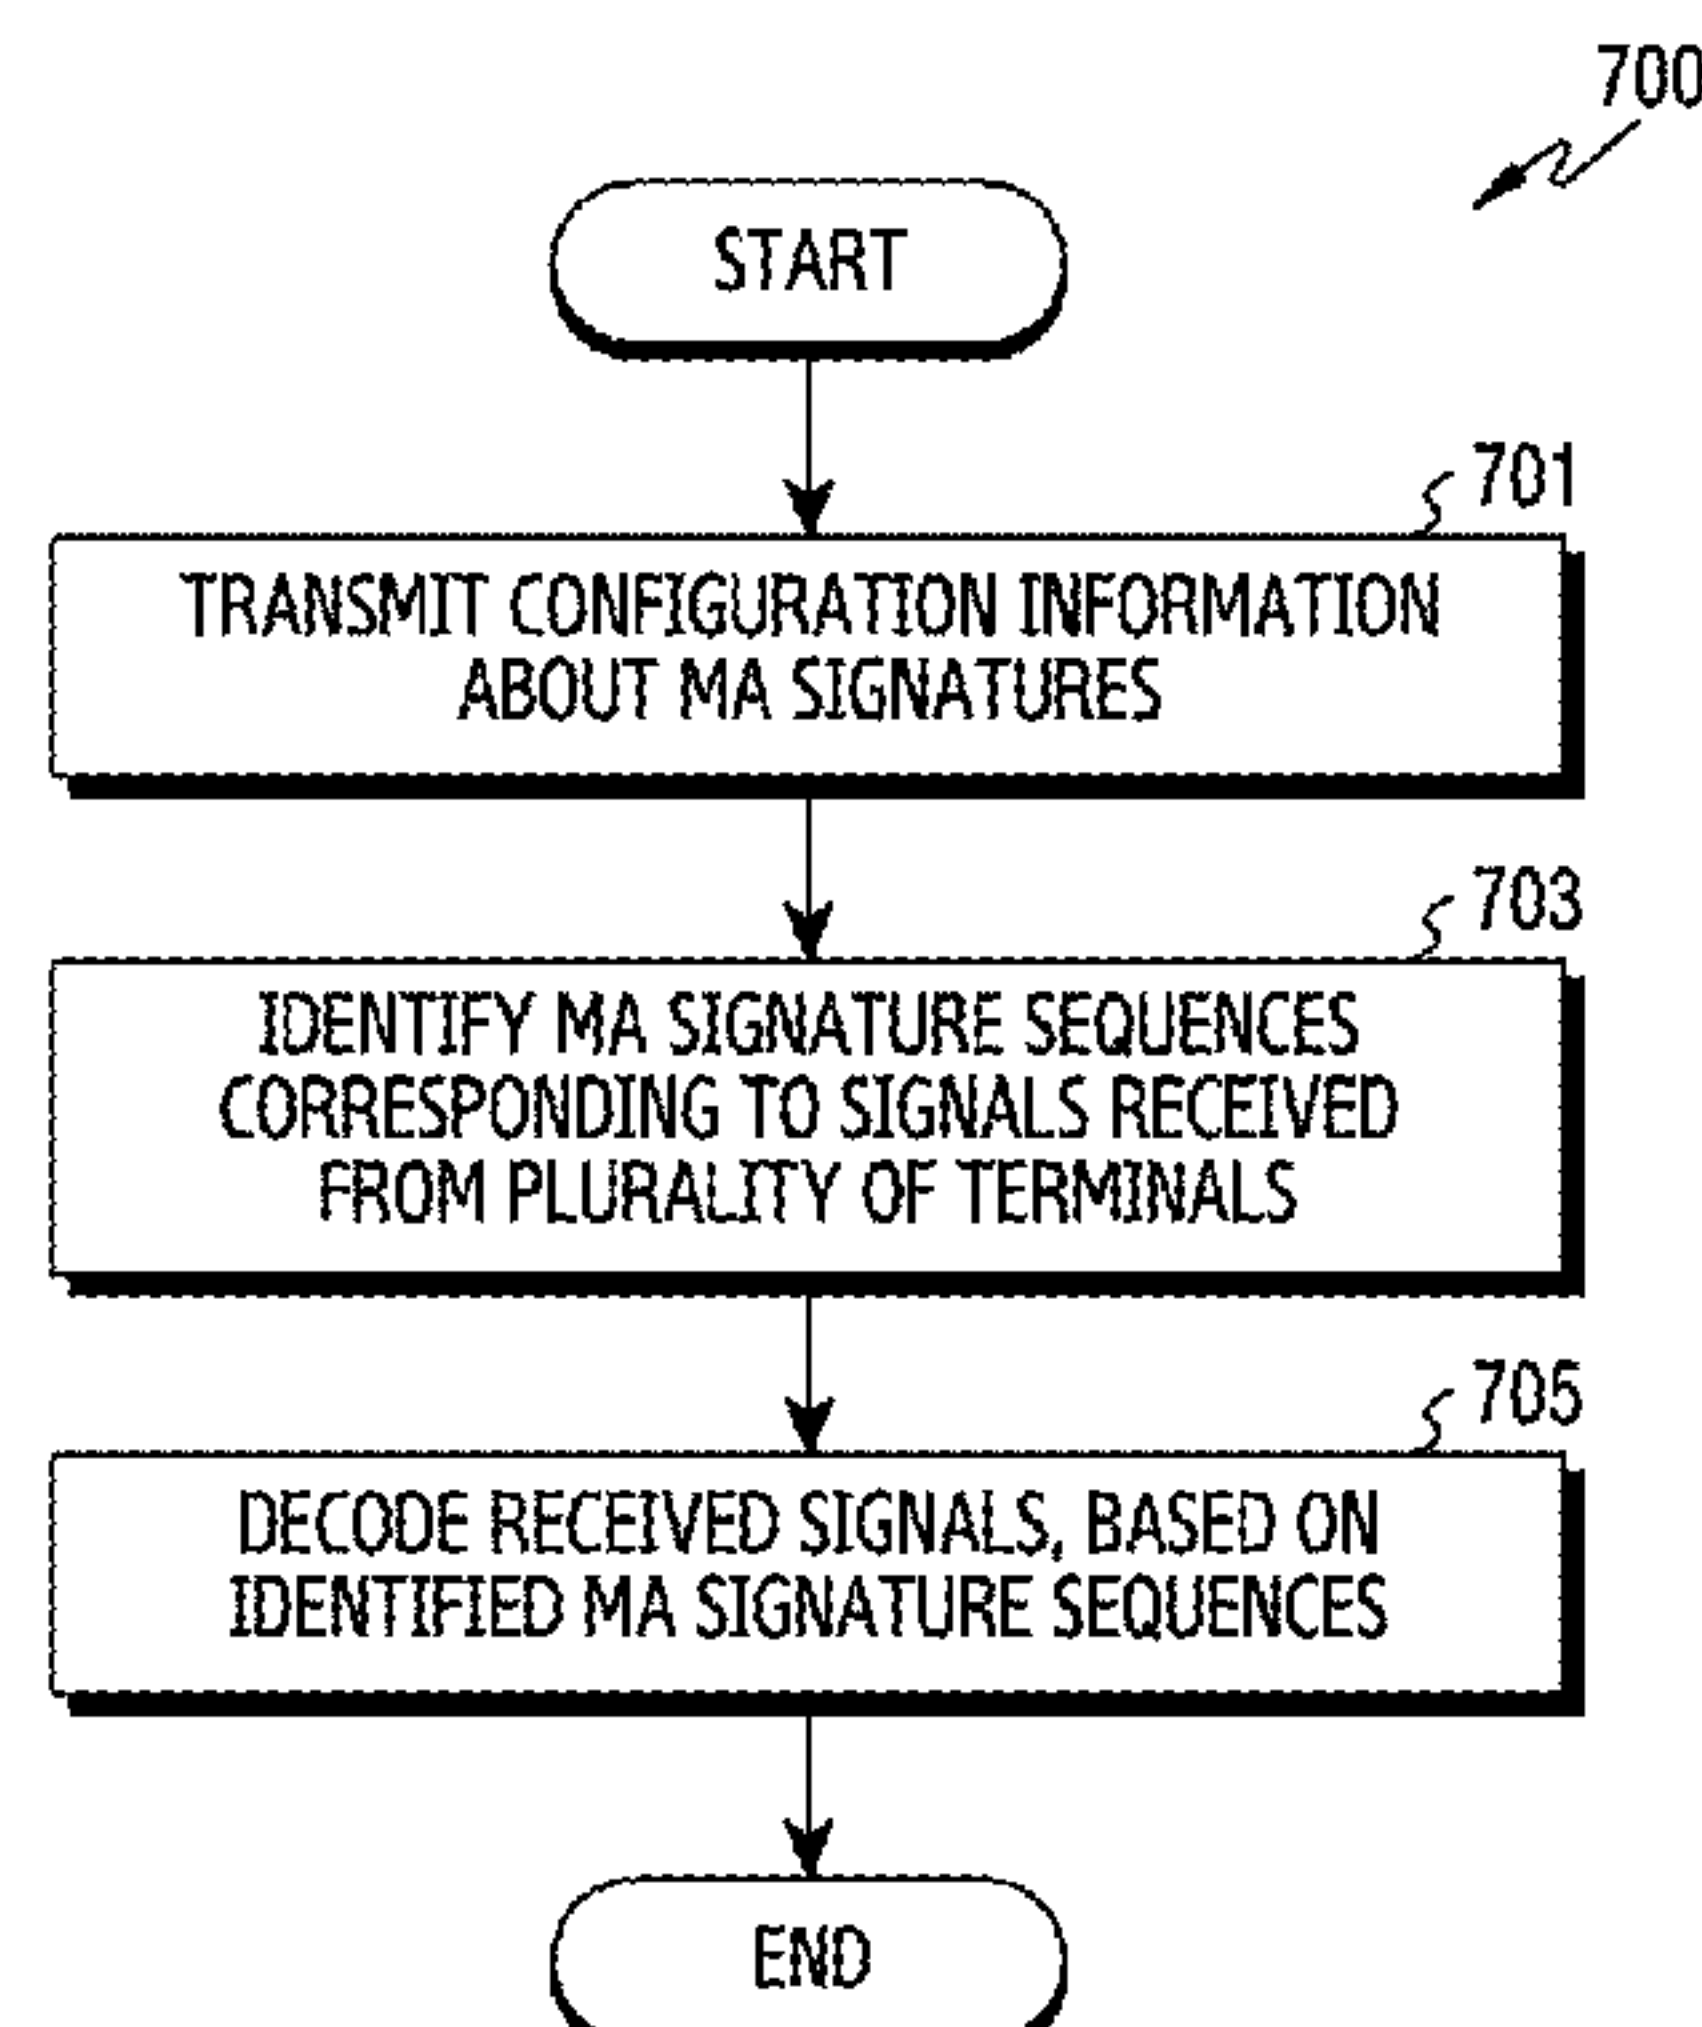 700
START
701
TRANSMIT CONFIGURATION INFORMATION
ABOUT MA SIGNATURES
703
IDENTIFY MA SIGNATURE SEQUENCES
CORRESPONDING TO SIGNALS RECEIVED
FROM PLURALITY OF TERMINALS
705
DECODE RECEIVED SIGNALS, BASED ON
IDENTIFIED MA SIGNATURE SEQUENCES
END